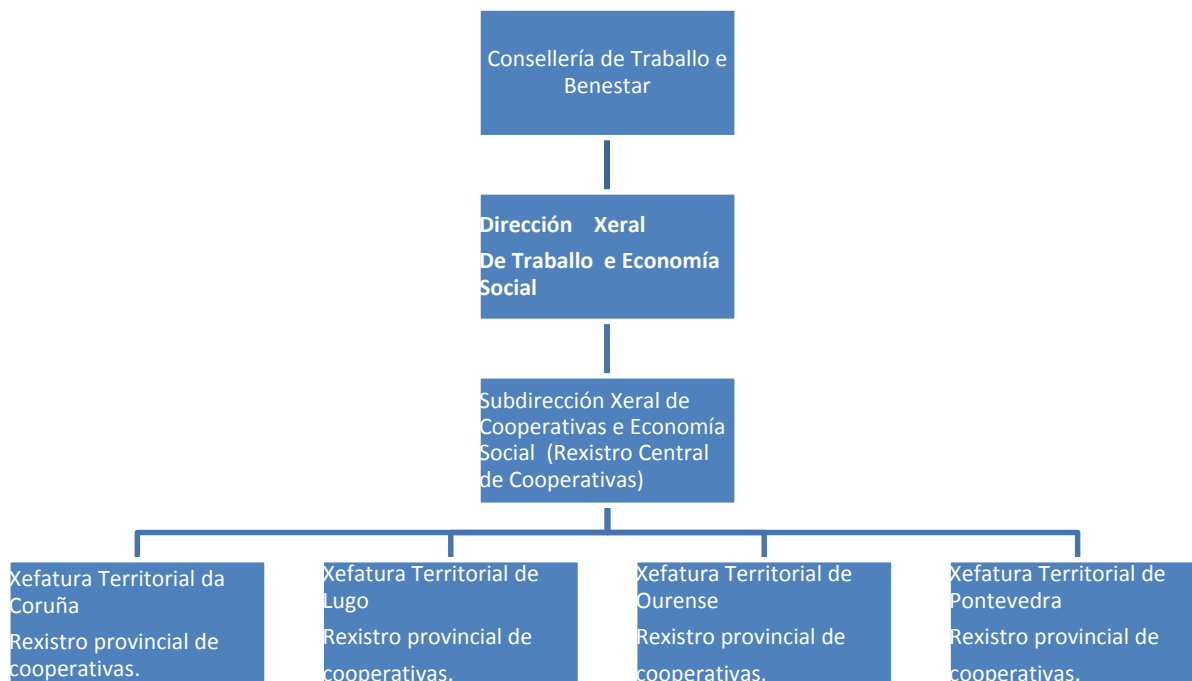 Consellería de Traballo e
Benestar
Dirección Xeral
De Traballo e Economía
Social
Subdirección Xeral de
Cooperativas e Economía
Social (Rexistro Central
de Cooperativas)
Xefatura Territorial da
Coruña
Rexistro provincial de
cooperativas.
Xefatura Territorial de
Lugo
Rexistro provincial de
cooperativas.
Xefatura Territorial de
Ourense
Rexistro provincial de
cooperativas.
Xefatura Territorial de
Pontevedra
Rexistro provincial de
cooperativas.